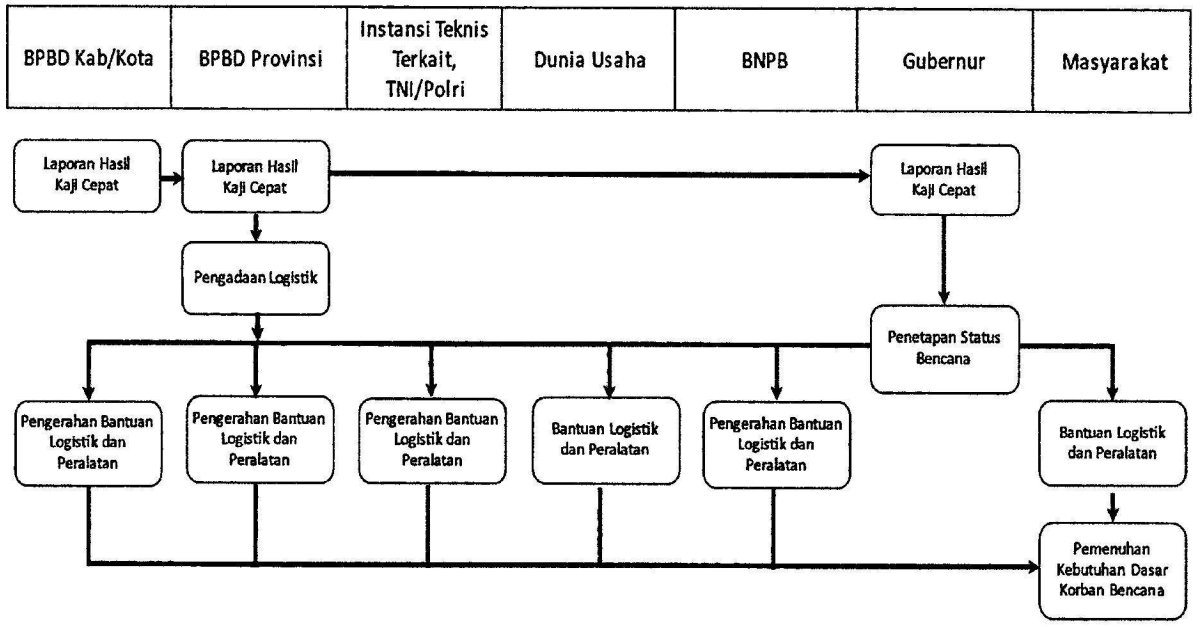 BPBD Kab/Kota
BPBD Provinsi
Instansi Teknis
Terkait,
TNI/Polri
Dunia Usaha
BNPB
Gubernur
Masyarakat
Laporan Hasil
Kaji Cepat
Laporan Hasil
Kaji Cepat
Laporan Hasil
Kaji Cepat
Pengadaan Logistik
Penetapan Status
Bencana
Pengerahan Bantuan
Logistik dan
Peralatan
Pengerahan Bantuan
Logistik dan
Peralatan
Pengerahan Bantuan
Logistik dan
Peralatan
Bantuan Logistik
dan Peralatan
Pengerahan Bantuan
Logistik dan
Peralatan
Bantuan Logistik
dan Peralatan
Pemenuhan
Kebutuhan Dasar
Korban Bencana